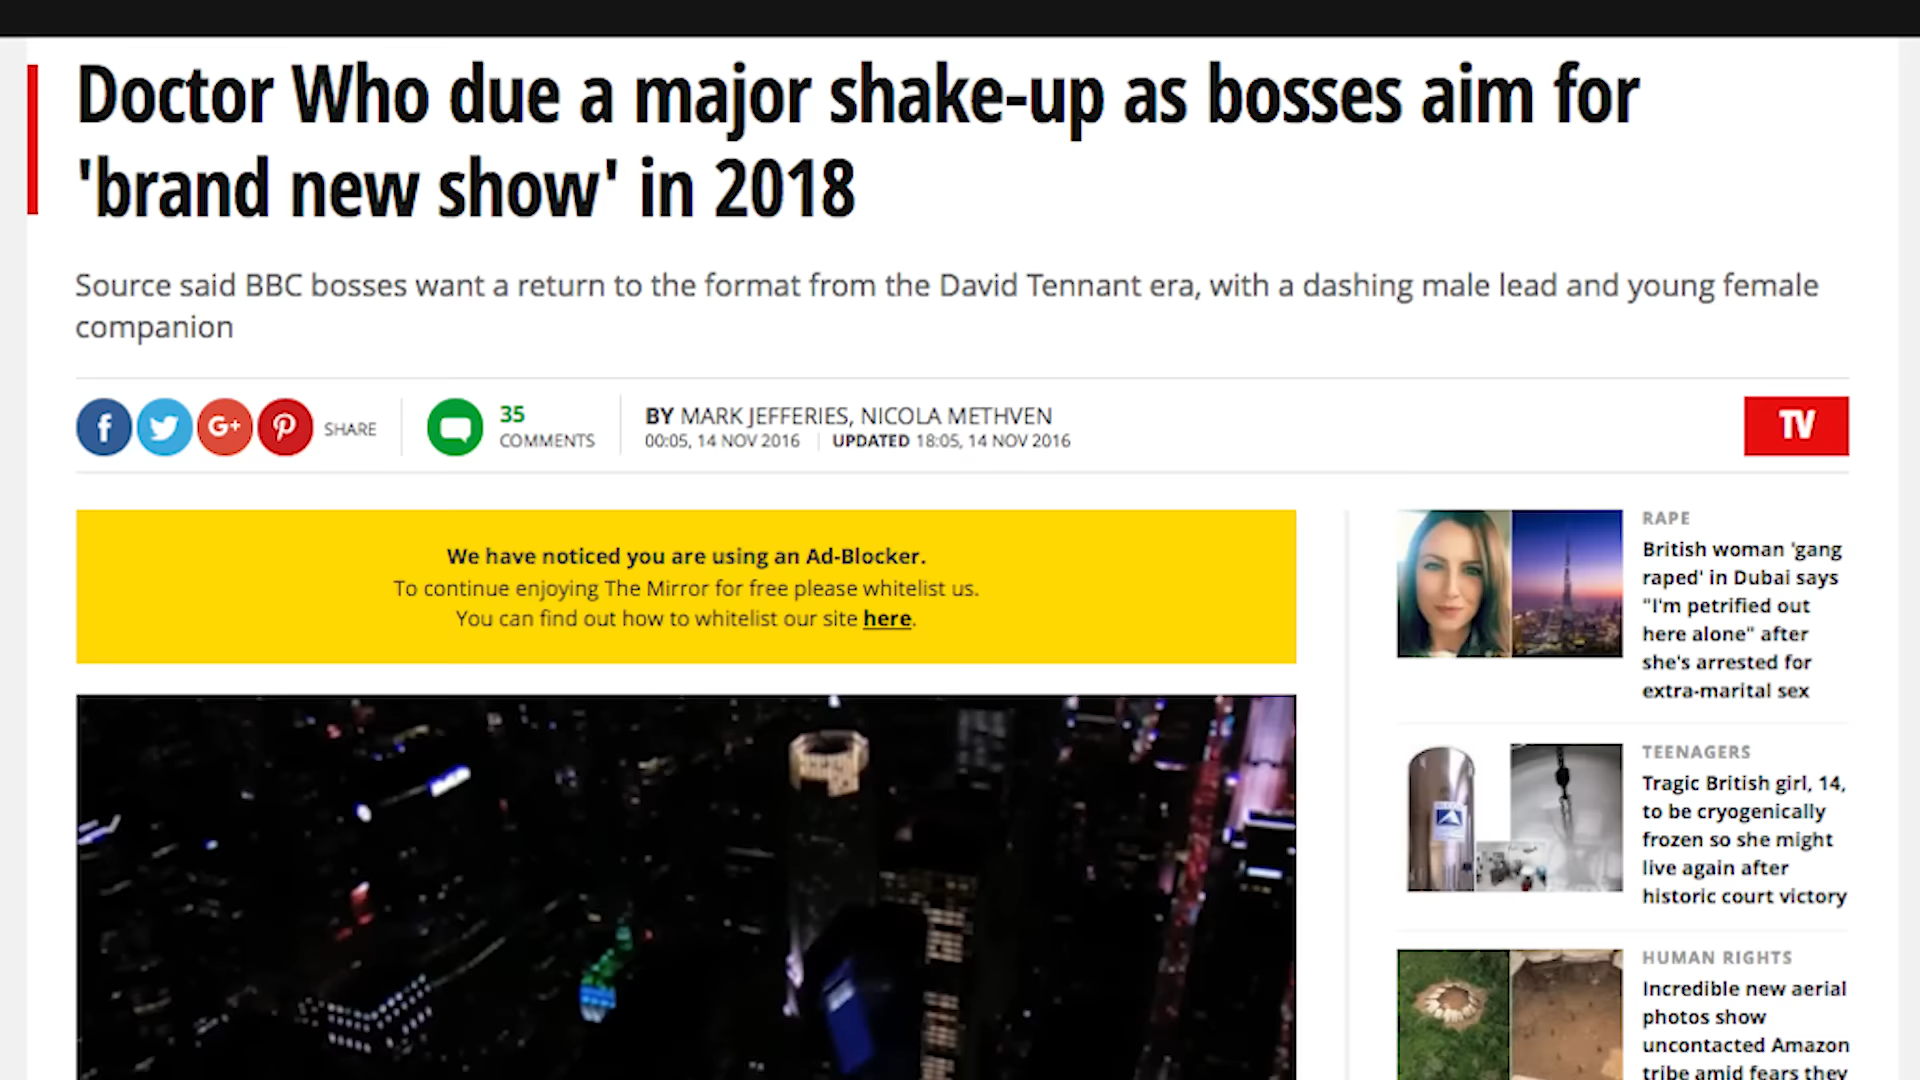 Doctor Who due a major shake-up as bosses aim for
'brand new show' in 2018
Source said BBC bosses want a return to the format from the David Tennant era, with a dashing male lead and young female
companion
SHARE
35
COMMENTS
BY MARK JEFFERIES, NICOLA METHVEN
00:05, 14 NOV 2016 UPDATED 18:05, 14 NOV 2016
TV
We have noticed you are using an Ad-Blocker.
To continue enjoying The Mirror for free please whitelist us.
You can find out how to whitelist our site here.
RAPE
British woman 'gang
raped' in Dubai says
"I'm petrified out
here alone" after
she's arrested for
extra-marital sex
TEENAGERS
Tragic British girl, 14,
to be cryogenically
frozen so she might
live again after
historic court victory
HUMAN RIGHTS
Incredible new aerial
photos show
uncontacted Amazon
tribe amid fears they